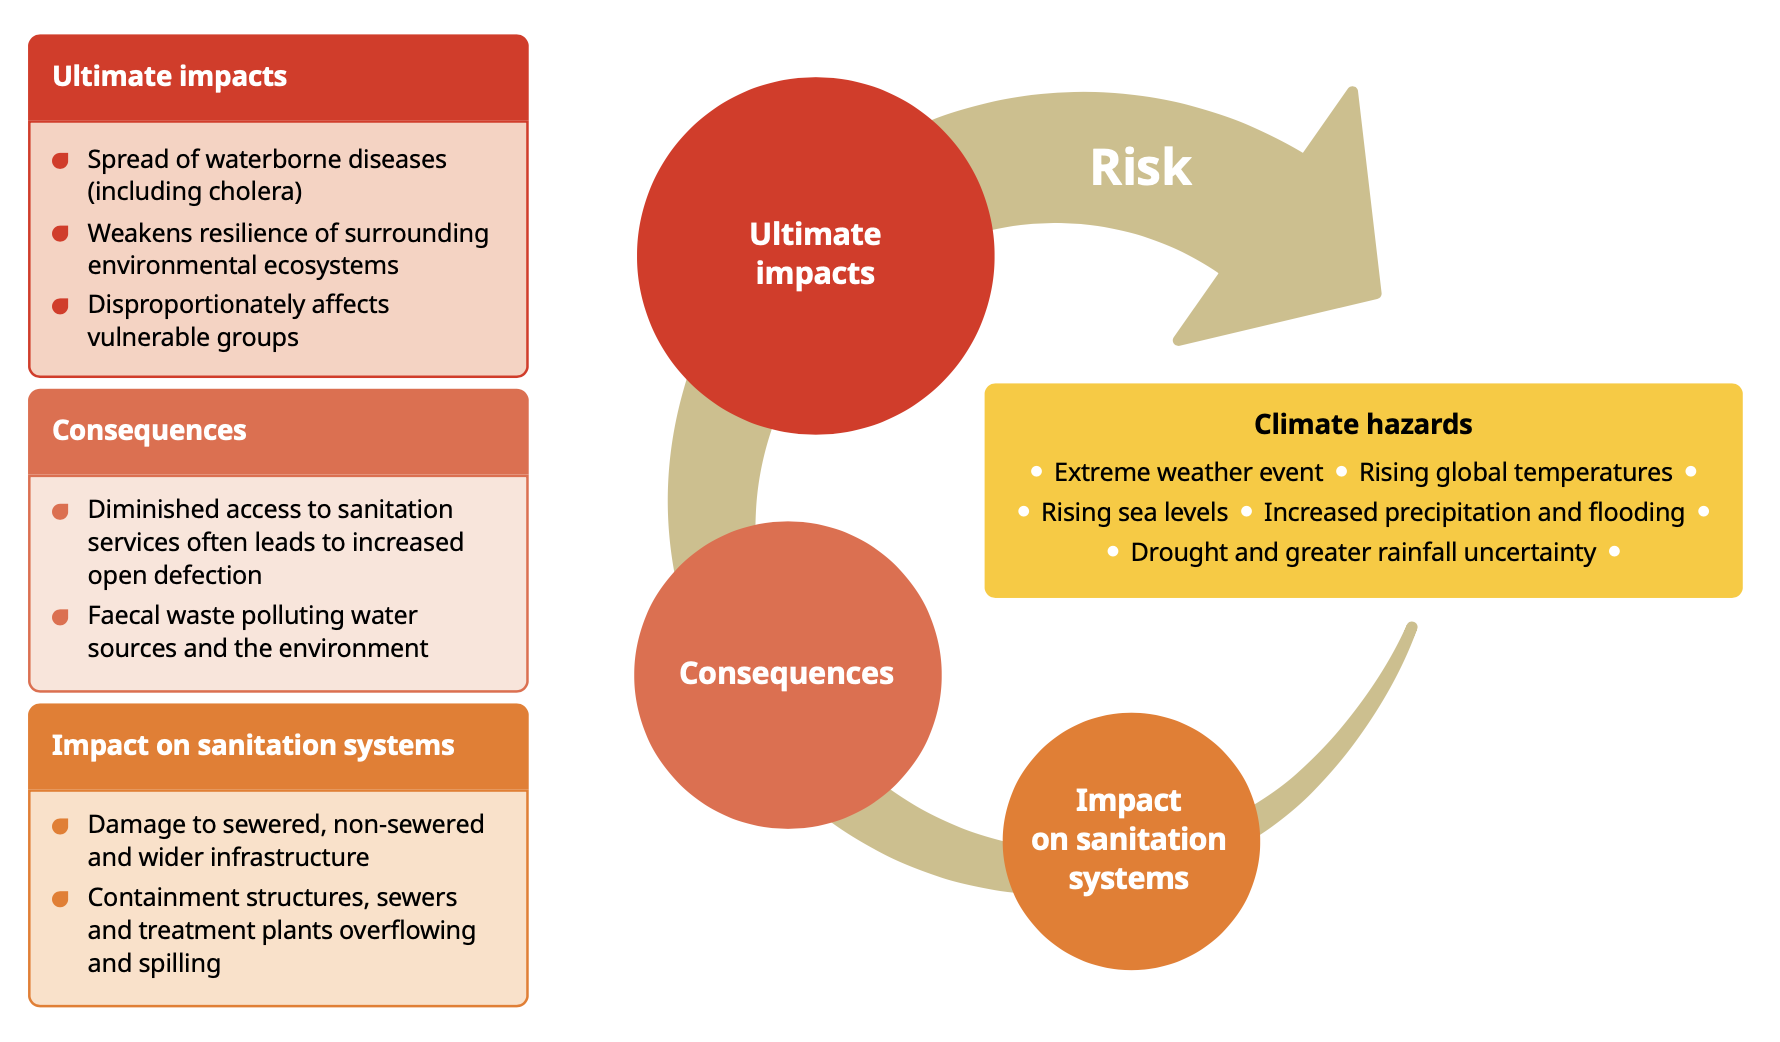 Ultimate impacts
Spread of waterborne diseases
(including cholera)
Weakens resilience of surrounding
environmental ecosystems
Disproportionately affects
vulnerable groups
Consequences
Diminished access to sanitation
services often leads to increased
open defection
Faecal waste polluting water
sources and the environment
Impact on sanitation systems
Damage to sewered, non-sewered
and wider infrastructure
Containment structures, sewers
and treatment plants overflowing
and spilling
Risk
Ultimate
impacts
Climate hazards
• Extreme weather event • Rising global temperatures •
• Rising sea levels • Increased precipitation and flooding •
• Drought and greater rainfall uncertainty •
Consequences
Impact
on sanitation
systems